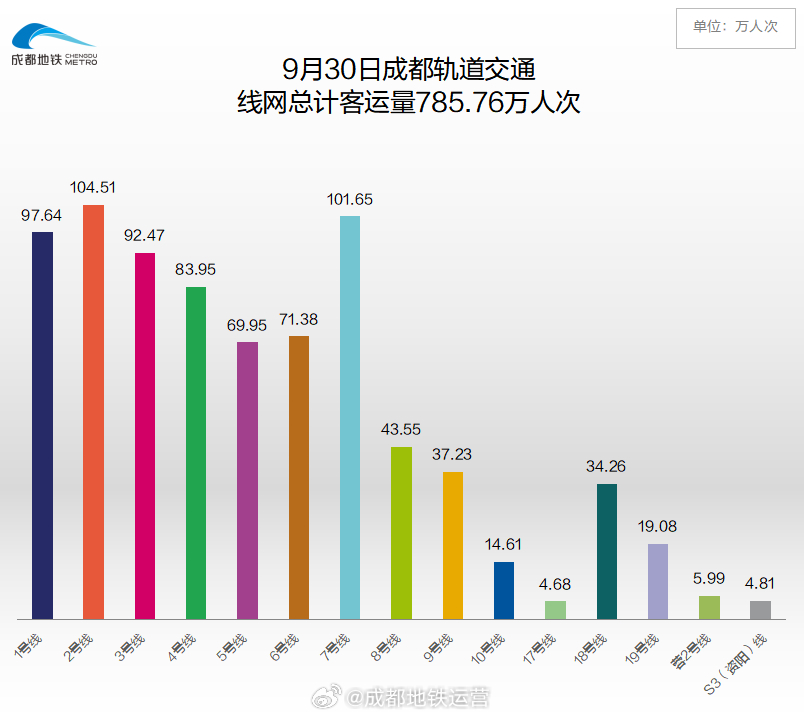 单位：万人次
成都地铁 CHENGDU METRO
9月30日成都轨道交通
线网总计客运量785.76万人次
97.64
104.51
92.47
83.95
69.95
71.38
101.65
43.55
37.23
14.61
4.68
34.26
19.08
5.99
4.81
1号线
2号线
3号线
4号线
5号线
6号线
7号线
8号线
9号线
10号线
17号线
18号线
19号线
蓉2号线
S3（资阳）线
@成都地铁运营